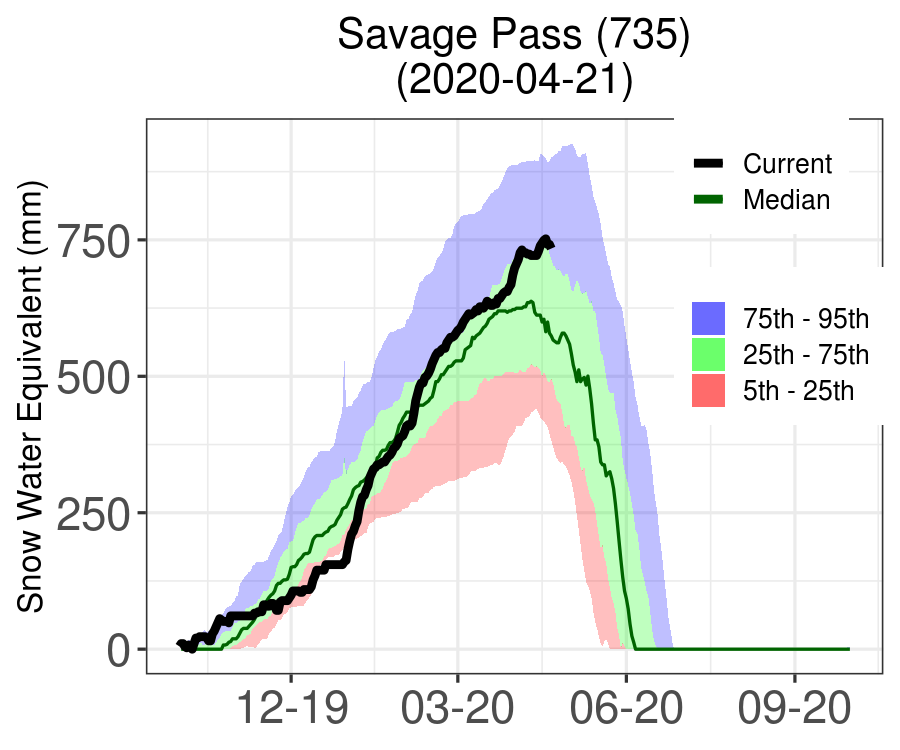 Savage Pass (735)
(2020-04-21)
Snow Water Equivalent (mm)
750
500
250
0
12-19
03-20
06-20
09-20
Current
Median
75th - 95th
25th - 75th
5th - 25th